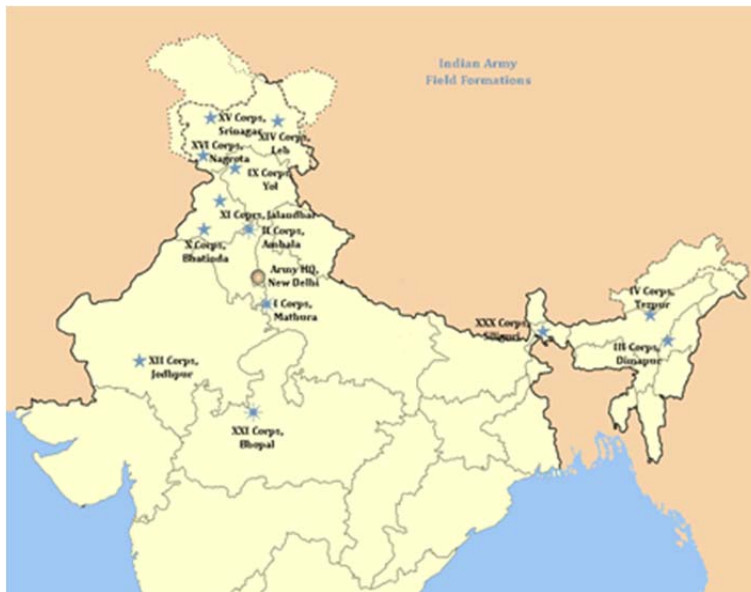 Indian Army
Field Formations
XV Corps,
Srinagar
XIV Corps,
Leh
XVI Corps,
Nagrota
IX Corps,
Yol
XI Coprs, Jalandhar
II Corps,
Ambala
X Corps,
Bhatinda
Army HQ,
New Delhi
I Corps,
Mathura
XII Corps,
Jodhpur
XXI Corps,
Bhopal
XXX Corps,
Siliguri
IV Corps,
Tezpur
III Corps,
Dimapur